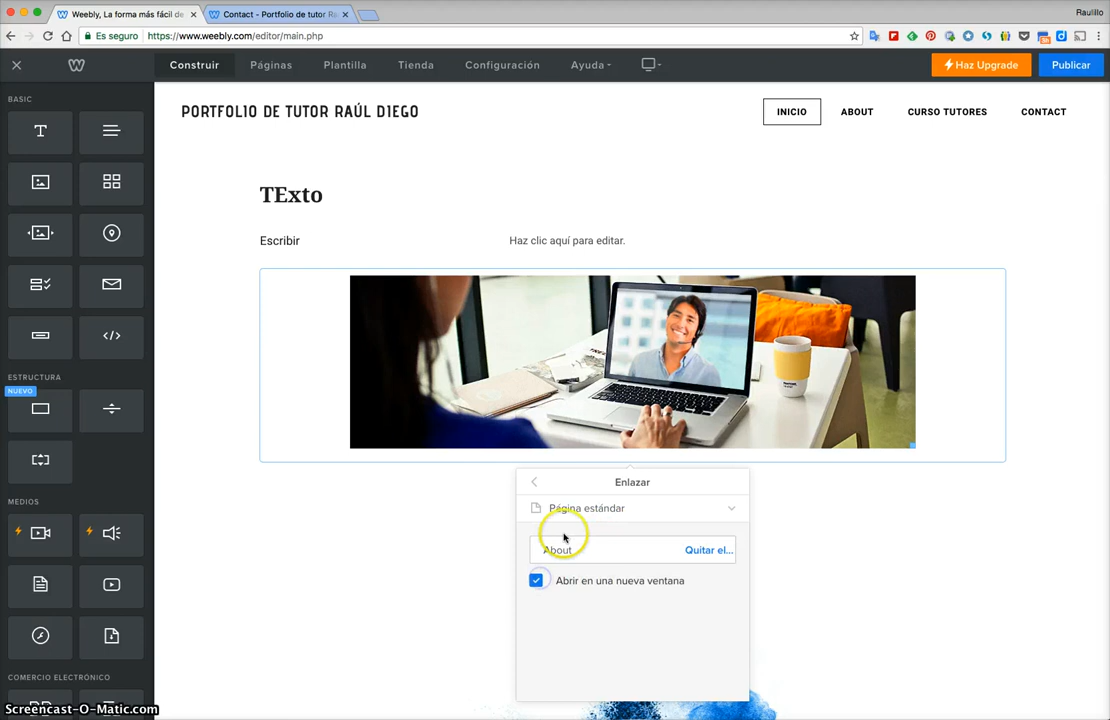 Weebly, La forma más fácil de
Contact - Portfolio de tutor Ra
Raulillo
Es seguro https://www.weebly.com/editor/main.php
Construir Páginas Plantilla Tienda Configuración Ayuda
Haz Upgrade
Publicar
BASIC
PORTFOLIO DE TUTOR RAÚL DIEGO
INICIO ABOUT CURSO TUTORES CONTACT
TExto
Escribir
Haz clic aquí para editar.
ESTRUCTURA
NUEVO
Enlazar
Página estándar
About
Quitar el...
Abrir en una nueva ventana
MEDIOS
COMERCIO ELECTRÓNICO
Screencast-O-Matic.com